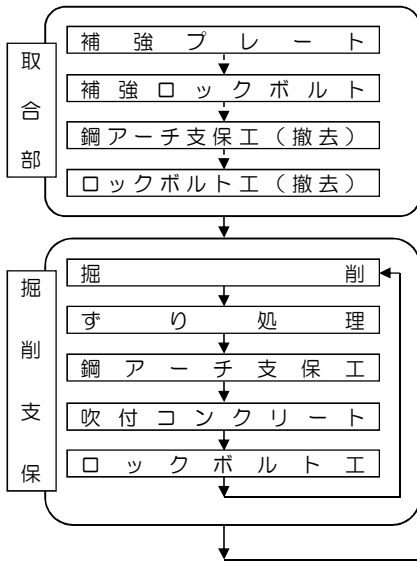 取合部
補強プレート
補強ロックボルト
鋼アーチ支保工（撤去）
ロックボルト工（撤去）
掘削支保
掘削
ずり処理
鋼アーチ支保工
吹付コンクリート
ロックボルト工